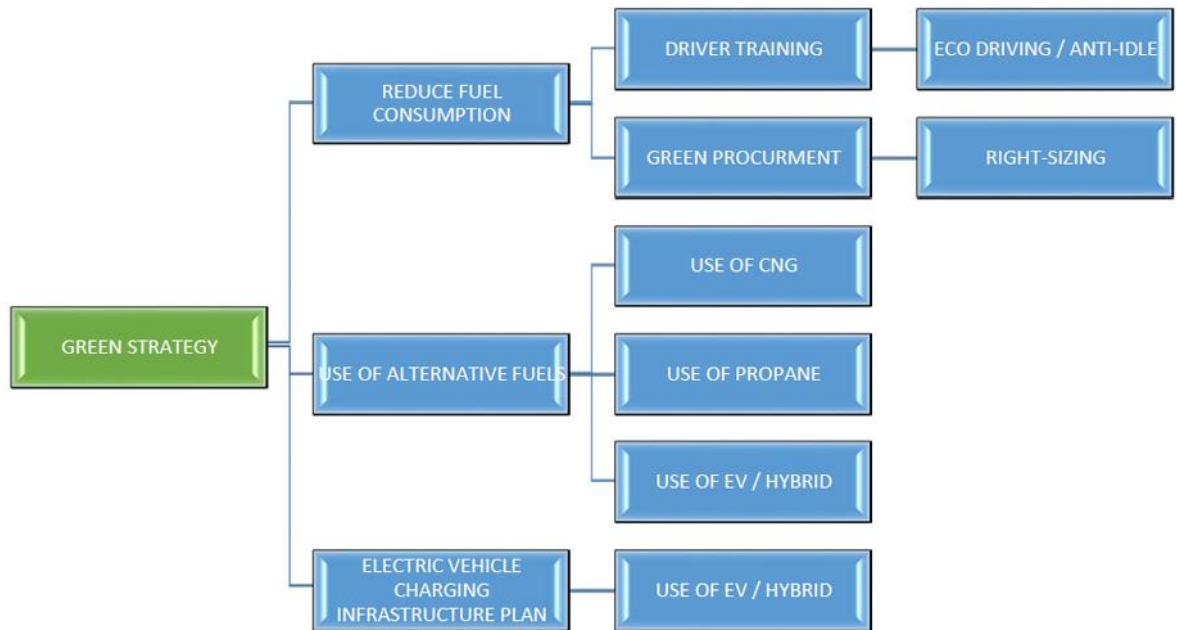 DRIVER TRAINING
ECO DRIVING / ANTI-IDLE
REDUCE FUEL
CONSUMPTION
GREEN PROCURMENT
RIGHT-SIZING
USE OF CNG
GREEN STRATEGY
USE OF ALTERNATIVE FUELS
USE OF PROPANE
USE OF EV / HYBRID
ELECTRIC VEHICLE
CHARGING
INFRASTRUCTURE PLAN
USE OF EV / HYBRID